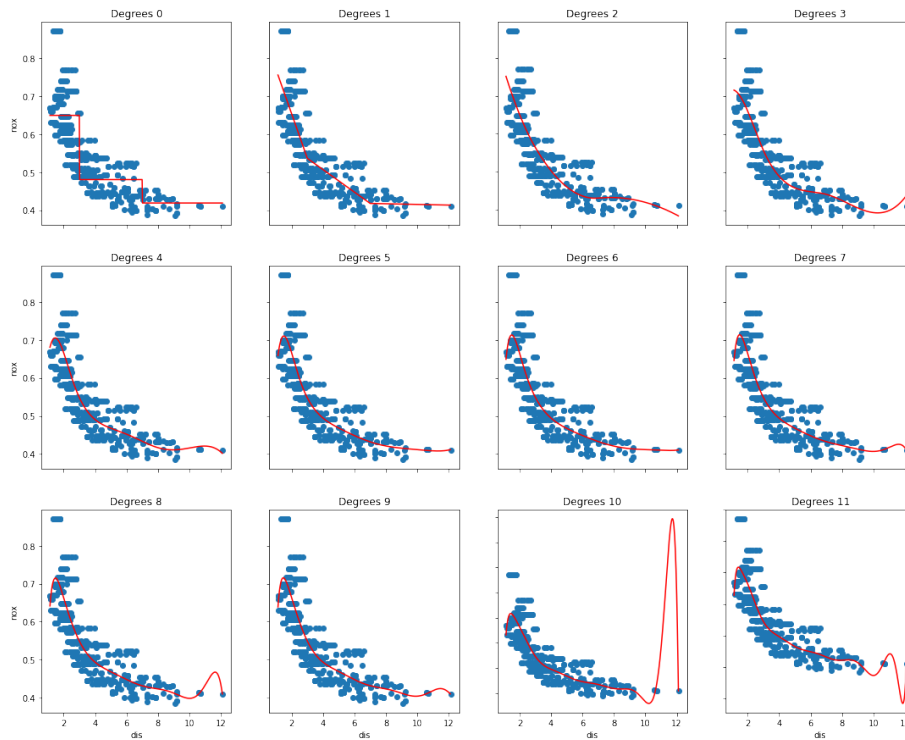 Degrees 0
Degrees 1
Degrees 2
Degrees 3
0.8
0.7
0.6
0.5
0.4
nox
Degrees 4
Degrees 5
Degrees 6
Degrees 7
0.8
0.7
0.6
0.5
0.4
nox
Degrees 8
Degrees 9
Degrees 10
Degrees 11
0.8
0.7
0.6
0.5
0.4
nox
2 4 6 8 10 12
2 4 6 8 10 12
2 4 6 8 10 12
2 4 6 8 10 12
dis
dis
dis
dis